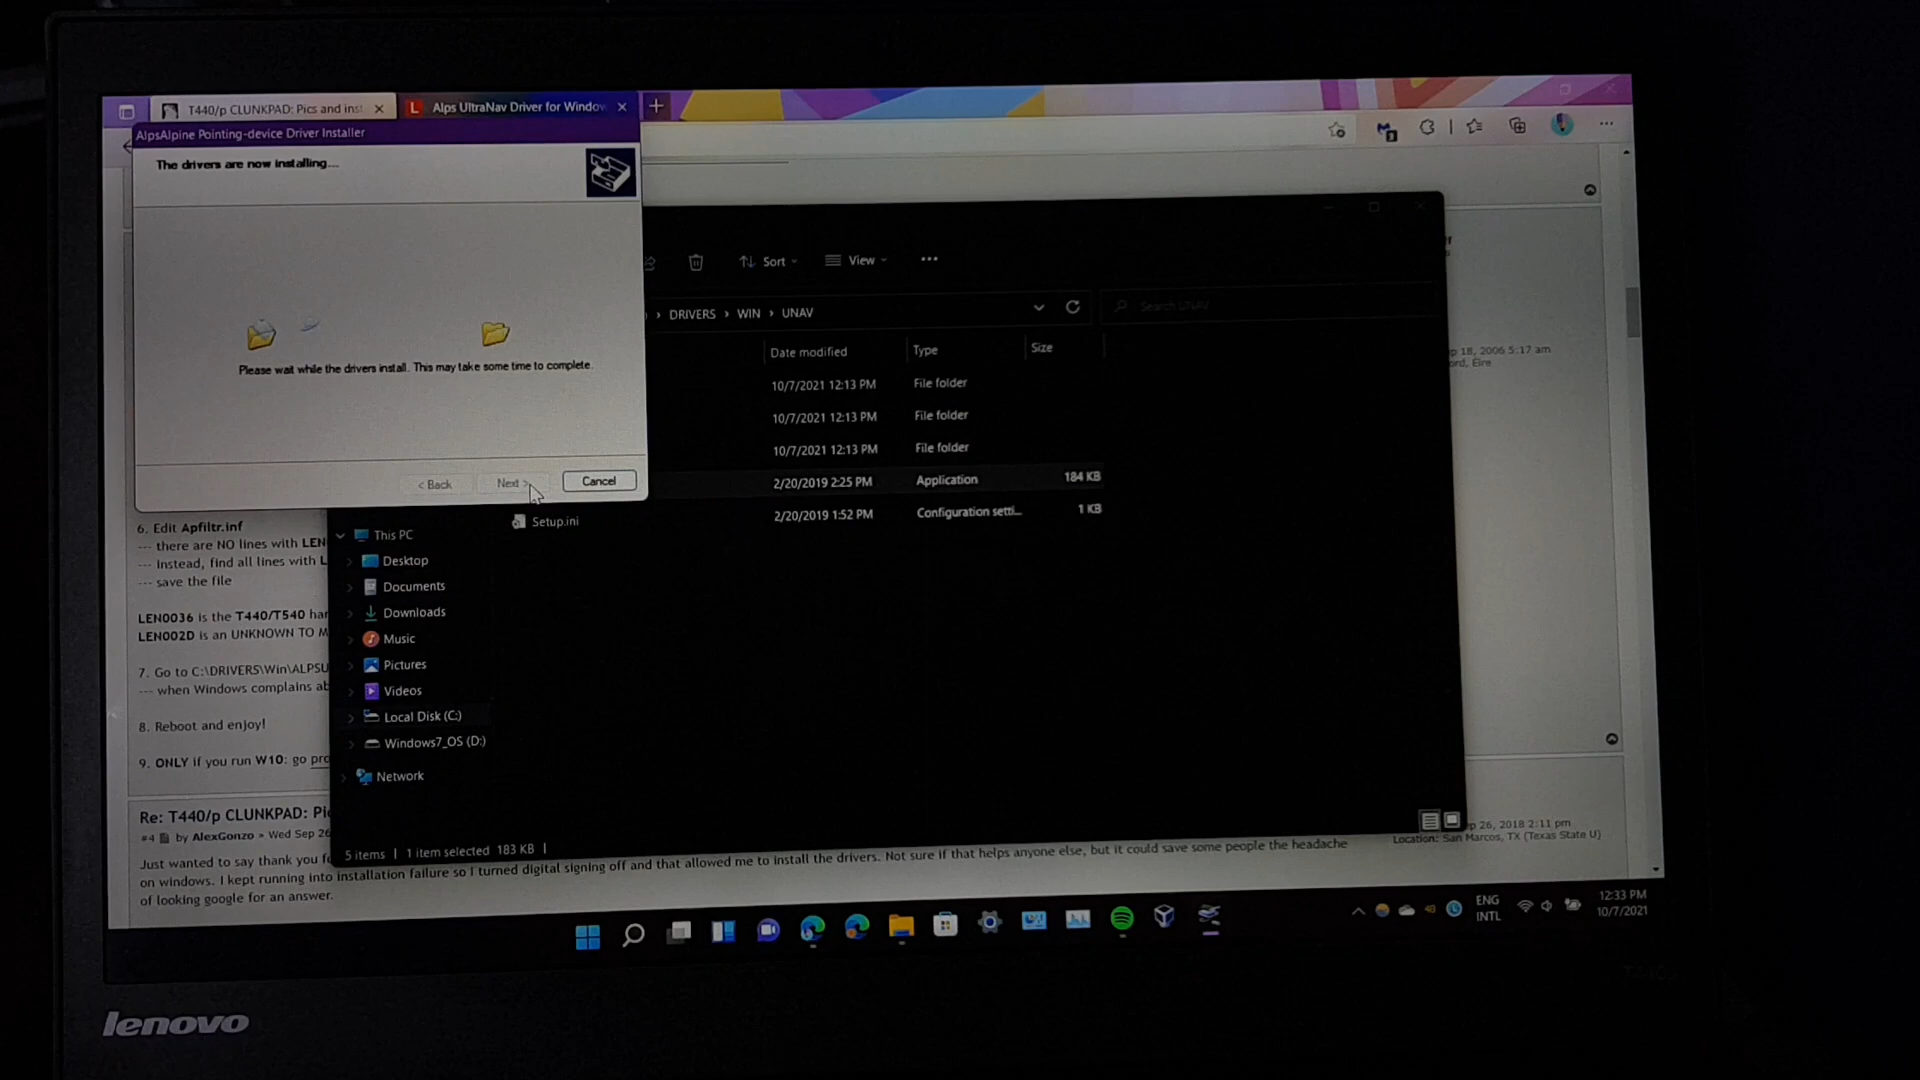 T440/p CLUNKPAD: Pics and inst
Alps UltraNav Driver for Window
AlpsAlpine Pointing-device Driver Installer
The drivers are now installing...
Please wait while the drivers install. This may take some time to complete.
< Back
Next >
Cancel
Sort
View
DRIVERS > WIN > UNAV
Search UNAV
Date modified
Type
Size
10/7/2021 12:13 PM
File folder
10/7/2021 12:13 PM
File folder
10/7/2021 12:13 PM
File folder
2/20/2019 2:25 PM
Application
184 KB
2/20/2019 1:52 PM
Configuration setti...
1 KB
Setup.ini
This PC
Desktop
Documents
Downloads
Music
Pictures
Videos
Local Disk (C:)
Windows7_OS (D:)
Network
5 items
1 item selected 183 KB
6. Edit Apfiltr.inf
--- there are NO lines with LEN
--- Instead, find all lines with L
--- save the file
LEN0036 is the T440/T540 har
LEN002D is an UNKNOWN TO M
7. Go to C:\DRIVERS\Win\ALPSU
--- when Windows complains ab
8. Reboot and enjoy!
9. ONLY if you run W10: go pro
p 18, 2006 5:17 am
ord, Eire
Re: T440/p CLUNKPAD: Pi
#4 by AlexGonzo » Wed Sep 26
p 26, 2018 2:11 pm
Location: San Marcos, TX (Texas State U)
Just wanted to say thank you f
on windows. I kept running into installation failure so I turned digital signing off and that allowed me to install the drivers. Not sure if that helps anyone else, but it could save some people the headache
of looking google for an answer.
ENG
INTL
12:33 PM
10/7/2021
lenovo